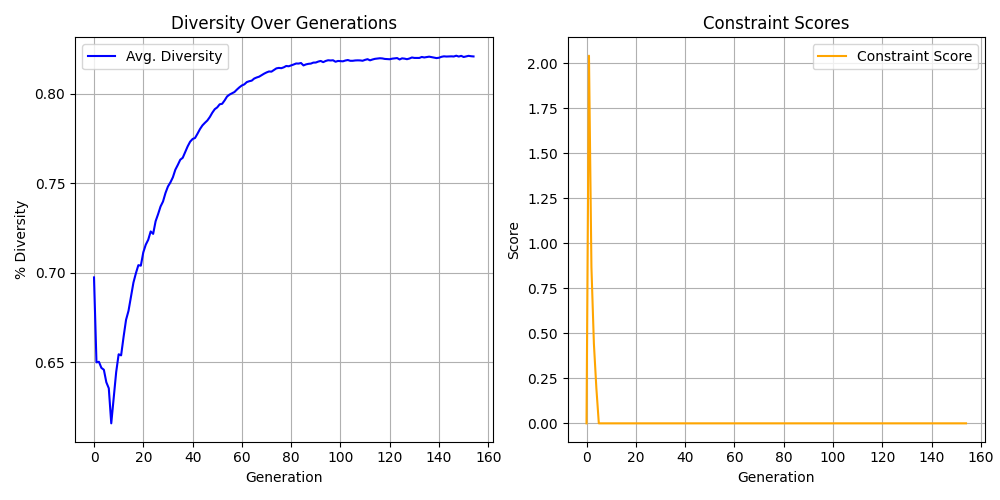 Diversity Over Generations
Avg. Diversity
% Diversity
0.80
0.75
0.70
0.65
0 20 40 60 80 100 120 140 160
Generation
Constraint Scores
Constraint Score
Score
2.00
1.75
1.50
1.25
1.00
0.75
0.50
0.25
0.00
0 20 40 60 80 100 120 140 160
Generation